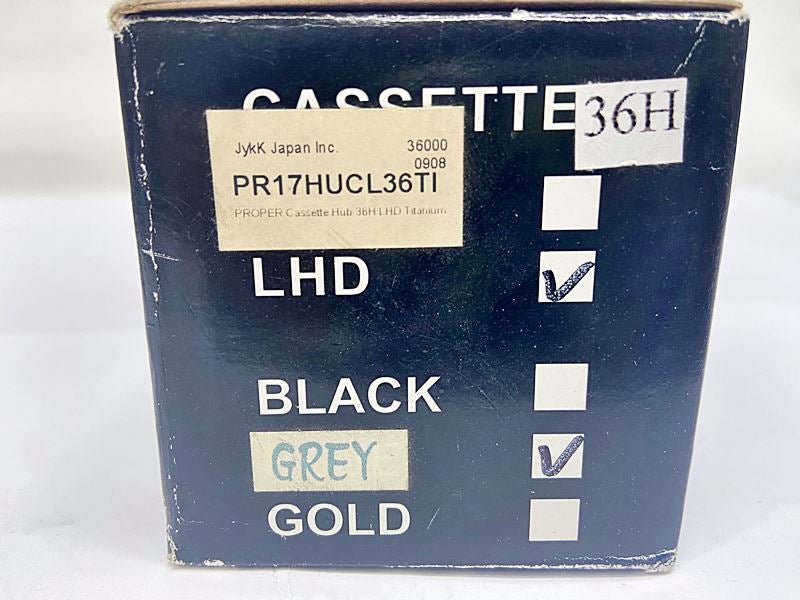 CASSETTE 36H
JykK Japan Inc. 36000
0908
PR17HUCL36TI
PROPER Cassette Hub 36H LHD Titanium
LHD
BLACK
GREY
GOLD